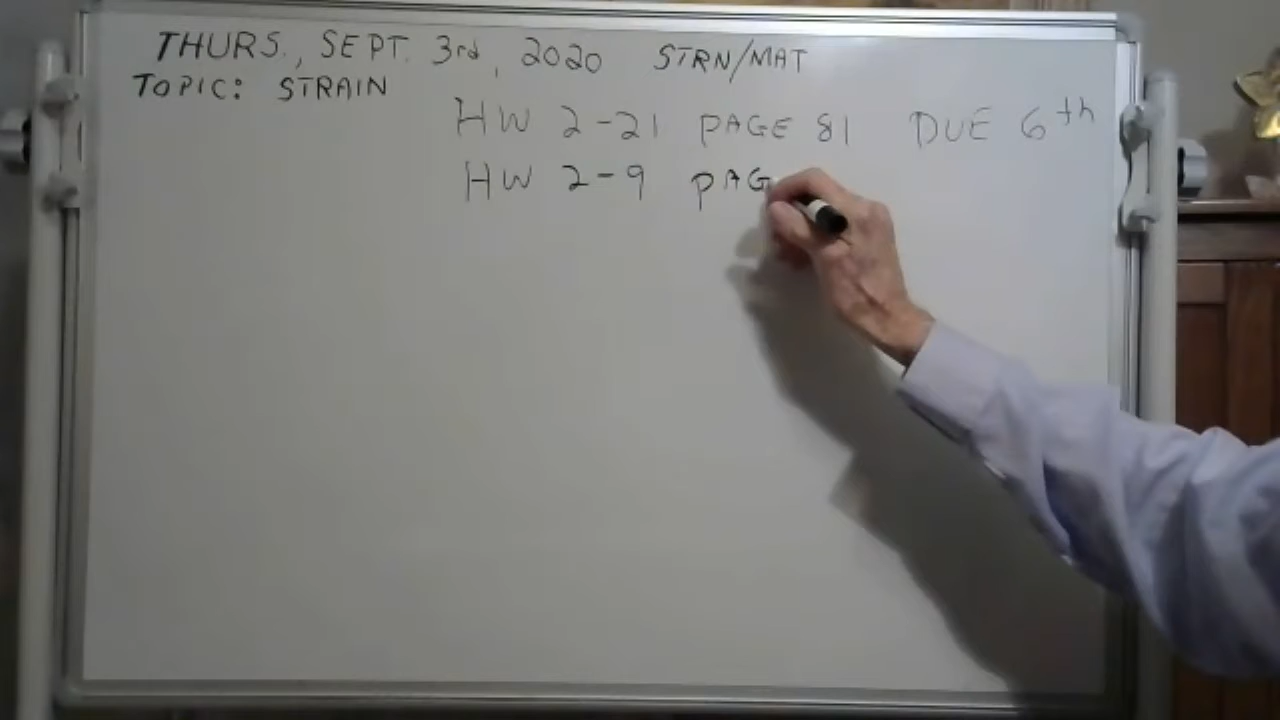 THURS., SEPT. 3rd, 2020 STRN/MAT
TOPIC: STRAIN
HW 2-21 PAGE 81 DUE 6th
HW 2-9 PAG